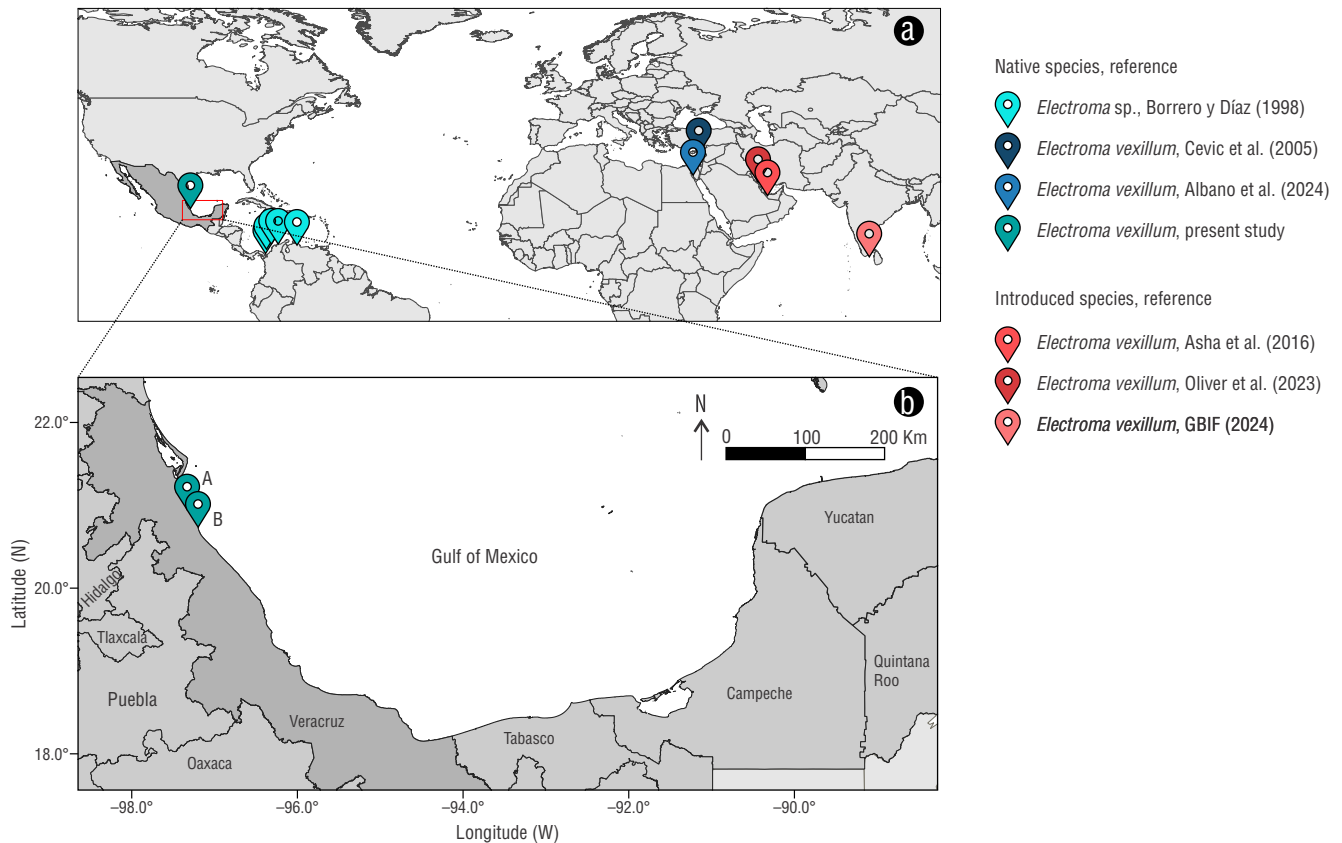 a
Native species, reference
Electroma sp., Borrero y Díaz (1998)
Electroma vexillum, Cevic et al. (2005)
Electroma vexillum, Albano et al. (2024)
Electroma vexillum, present study
Introduced species, reference
Electroma vexillum, Asha et al. (2016)
Electroma vexillum, Oliver et al. (2023)
Electroma vexillum, GBIF (2024)
b
N
0 100 200 Km
22.0°
20.0°
18.0°
Latitude (N)
A
B
Gulf of Mexico
Yucatan
Hidalgo
Tlaxcala
Puebla
Quintana
Roo
Campeche
Veracruz
Tabasco
Oaxaca
−98.0° −96.0° −94.0° −92.0° −90.0°
Longitude (W)